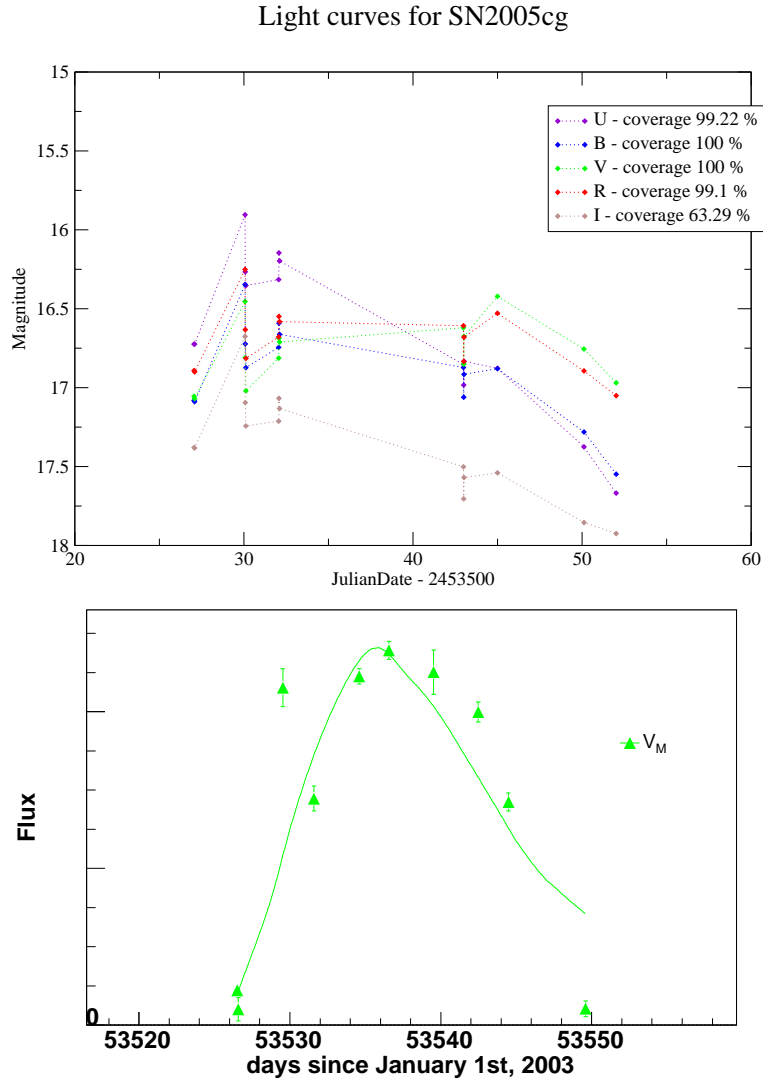 Light curves for SN2005cg
15
15.5
16
16.5
17
17.5
18
Magnitude
U - coverage 99.22 %
B - coverage 100 %
V - coverage 100 %
R - coverage 99.1 %
I - coverage 63.29 %
20 30 40 50 60
JulianDate - 2453500
Flux
V_M
0
53520 53530 53540 53550
days since January 1st, 2003